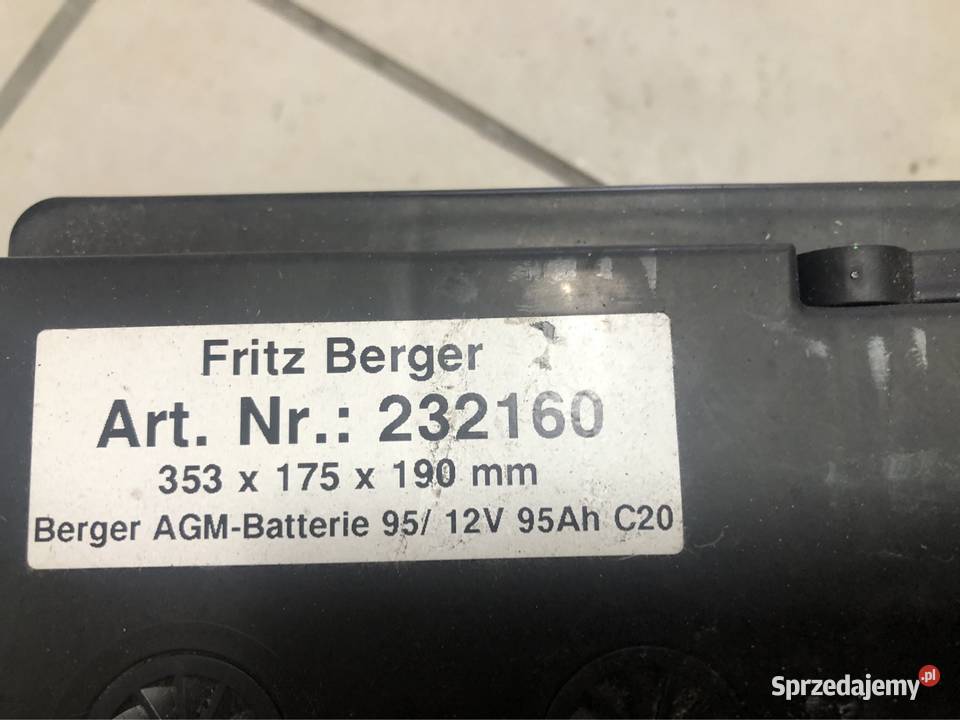 Fritz Berger
Art. Nr.: 232160
353 x 175 x 190 mm
Berger AGM-Batterie 95/ 12V 95Ah C20
Sprzedajemy.pl